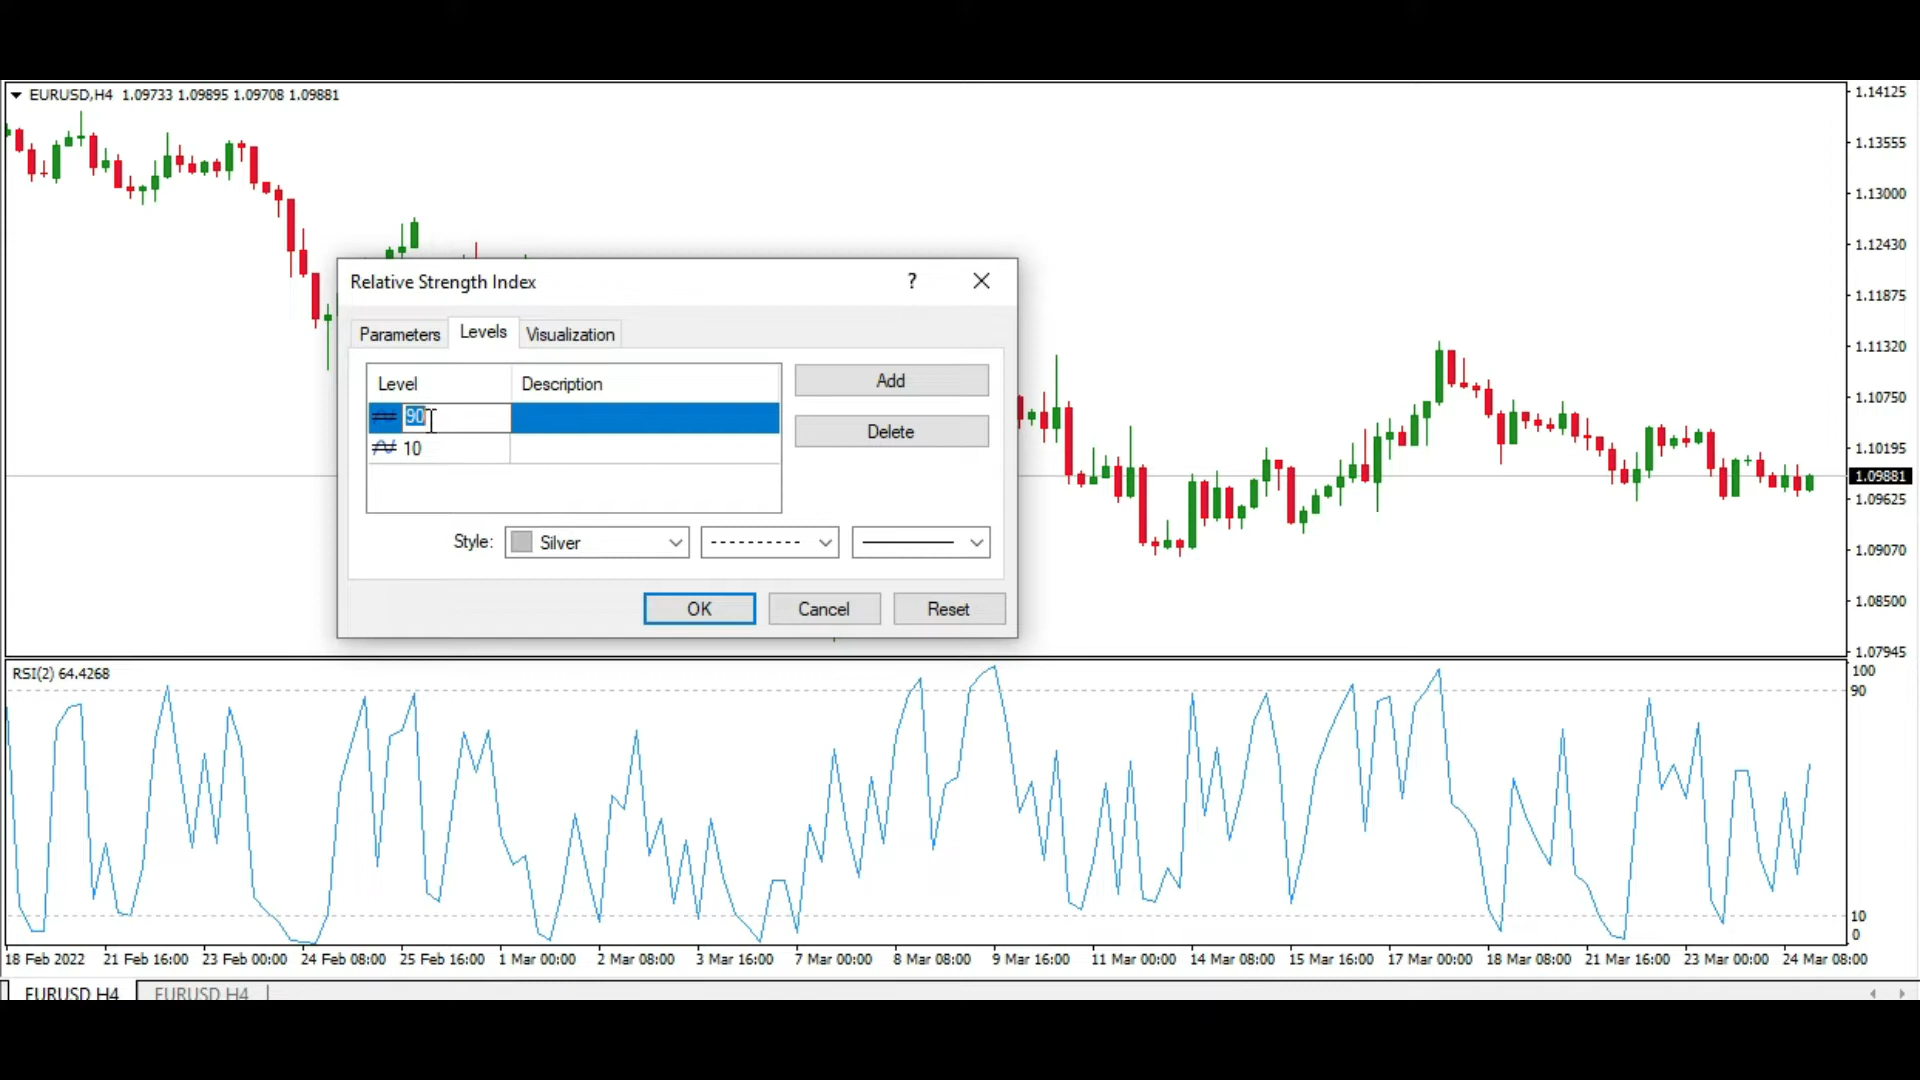 EURUSD,H4 1.09733 1.09895 1.09708 1.09881
1.14125
1.13555
1.13000
1.12430
1.11875
1.11320
1.10750
1.10195
1.09881
1.09625
1.09070
1.08500
1.07945
Relative Strength Index
?
Parameters Levels Visualization
Level Description
90
10
Add
Delete
Style: Silver
OK Cancel Reset
RSI(2) 64.4268
100
90
10
0
18 Feb 2022 21 Feb 16:00 23 Feb 00:00 24 Feb 08:00 25 Feb 16:00 1 Mar 00:00 2 Mar 08:00 3 Mar 16:00 7 Mar 00:00 8 Mar 08:00 9 Mar 16:00 11 Mar 00:00 14 Mar 08:00 15 Mar 16:00 17 Mar 00:00 18 Mar 08:00 21 Mar 16:00 23 Mar 00:00 24 Mar 08:00
EURUSD,H4 EURUSD,H4